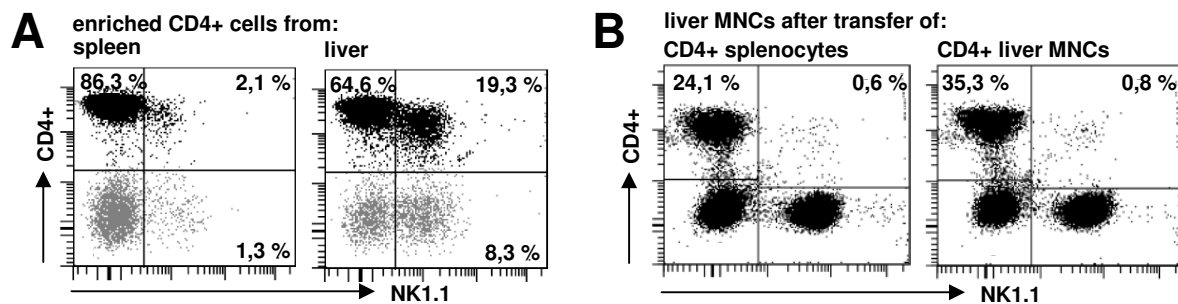 A
enriched CD4+ cells from:
spleen
liver
86,3 %
2,1 %
1,3 %
64,6 %
19,3 %
8,3 %
CD4+
NK1.1
B
liver MNCs after transfer of:
CD4+ splenocytes
CD4+ liver MNCs
24,1 %
0,6 %
35,3 %
0,8 %
CD4+
NK1.1